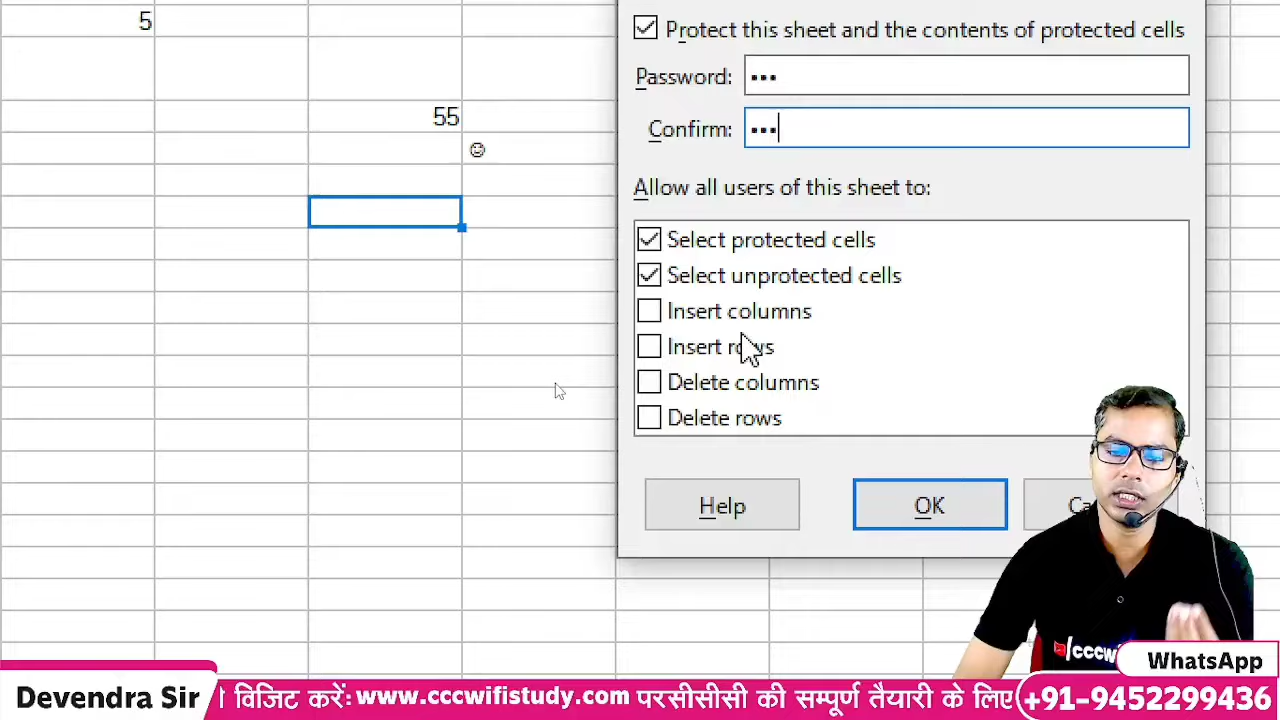 5
55
Protect this sheet and the contents of protected cells
Password: •••
Confirm: •••
Allow all users of this sheet to:
Select protected cells
Select unprotected cells
Insert columns
Insert rows
Delete columns
Delete rows
Help
OK
/cccwifi
WhatsApp
Devendra Sir
विजिट करें: www.cccwifistudy.com पर सीसीसी की सम्पूर्ण तैयारी के लिए
+91-9452299436